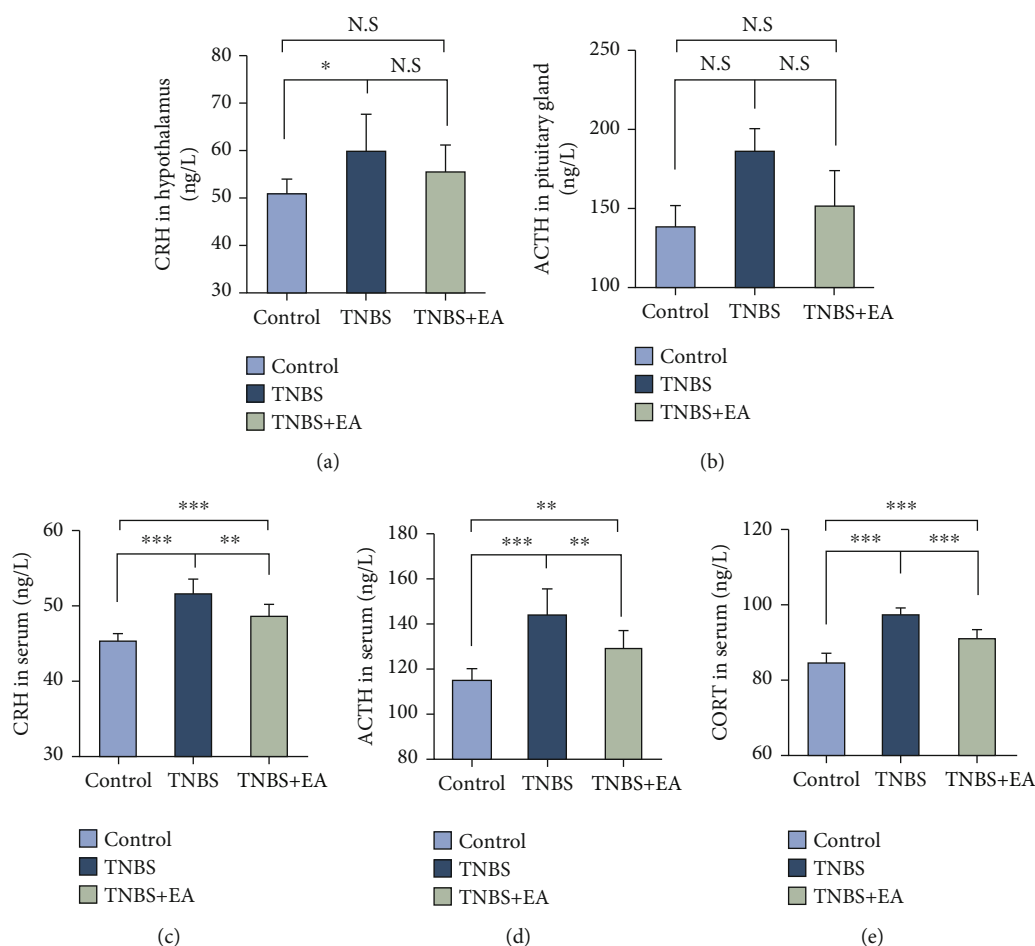 N.S
* N.S
CRH in hypothalamus
(ng/L)
80
70
60
50
40
30
Control TNBS TNBS+EA
Control
TNBS
TNBS+EA
(a)
N.S
N.S N.S
ACTH in pituitary gland
(ng/L)
250
200
150
100
Control TNBS TNBS+EA
Control
TNBS
TNBS+EA
(b)
***
*** **
CRH in serum (ng/L)
60
50
40
30
Control TNBS TNBS+EA
Control
TNBS
TNBS+EA
(c)
**
*** **
ACTH in serum (ng/L)
180
160
140
120
100
80
Control TNBS TNBS+EA
Control
TNBS
TNBS+EA
(d)
***
*** ***
CORT in serum (ng/L)
120
100
80
60
Control TNBS TNBS+EA
Control
TNBS
TNBS+EA
(e)